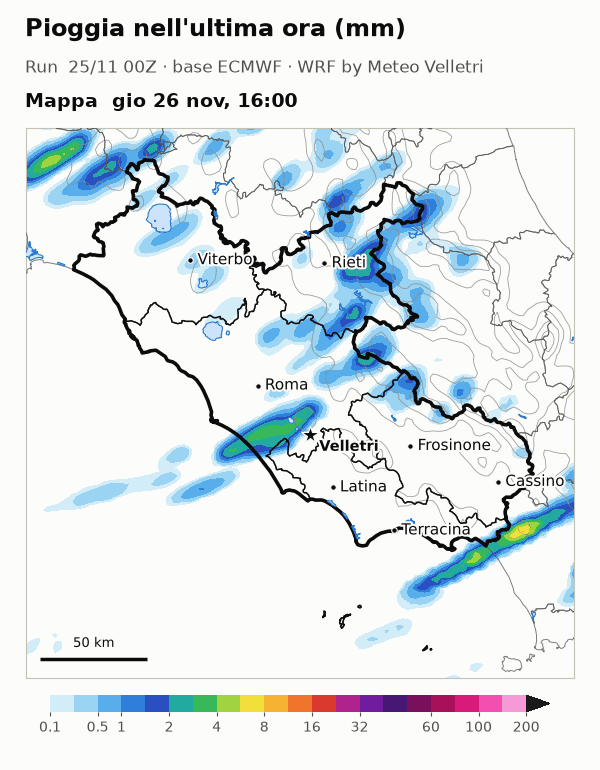 Pioggia nell'ultima ora (mm)
Run  25/11 00Z · base ECMWF · WRF by Meteo Velletri
Mappa  gio 26 nov, 16:00
Viterbo
Rieti
Roma
Velletri
Frosinone
Latina
Cassino
Terracina
50 km
0.1 0.5 1 2 4 8 16 32 60 100 200